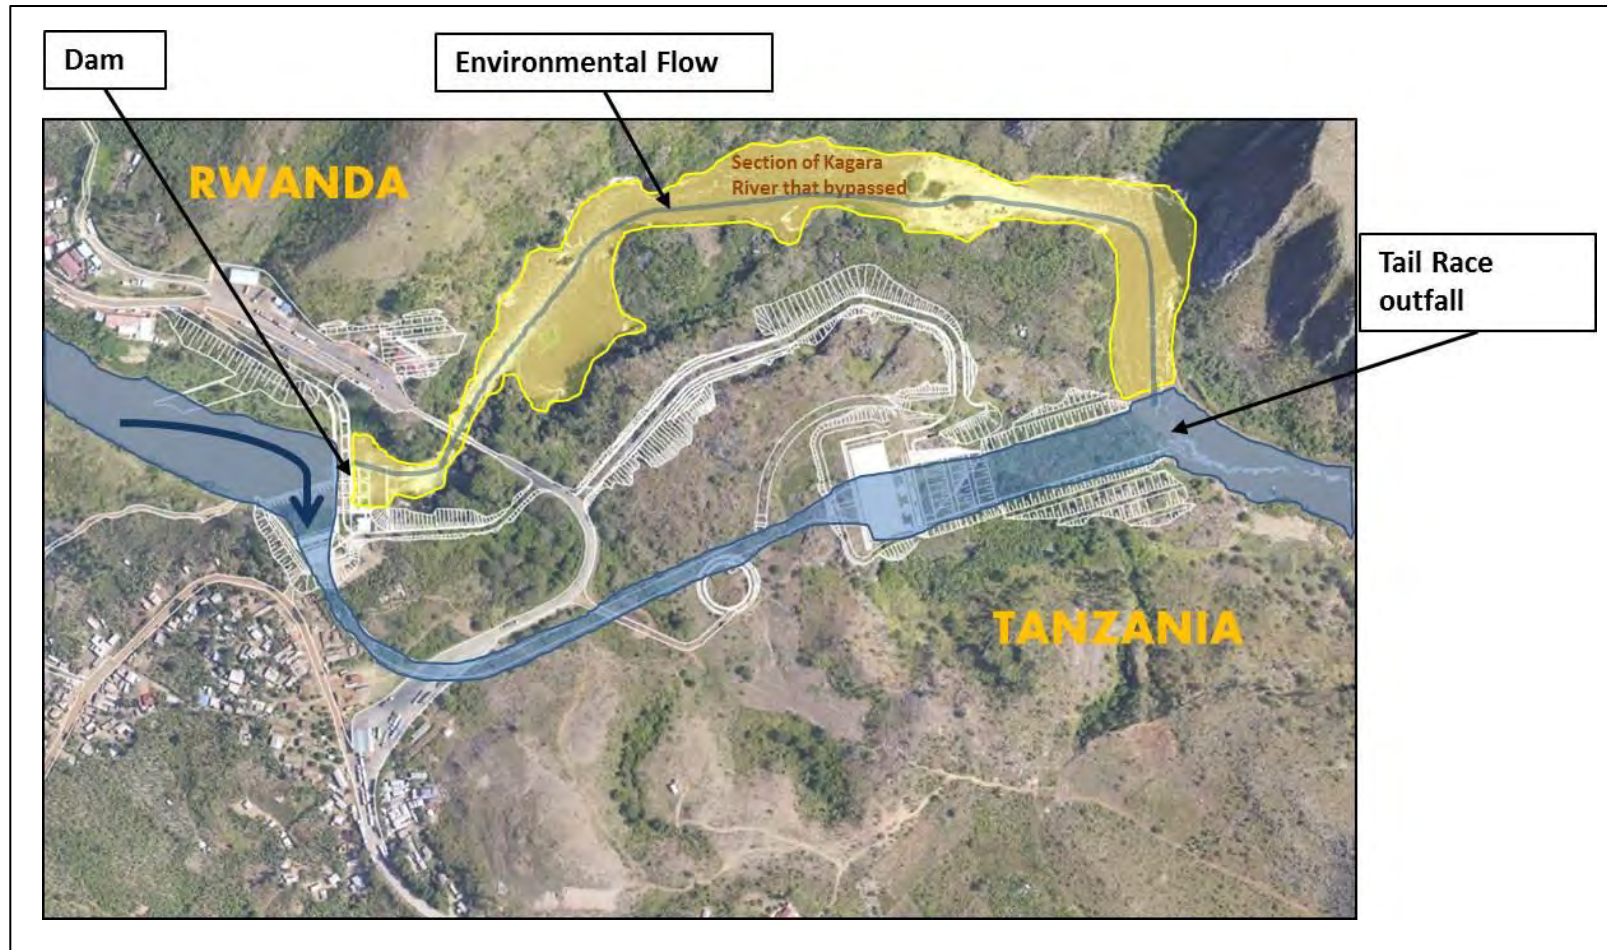 Dam
Environmental Flow
RWANDA
Section of Kagara
River that bypassed
Tail Race
outfall
TANZANIA